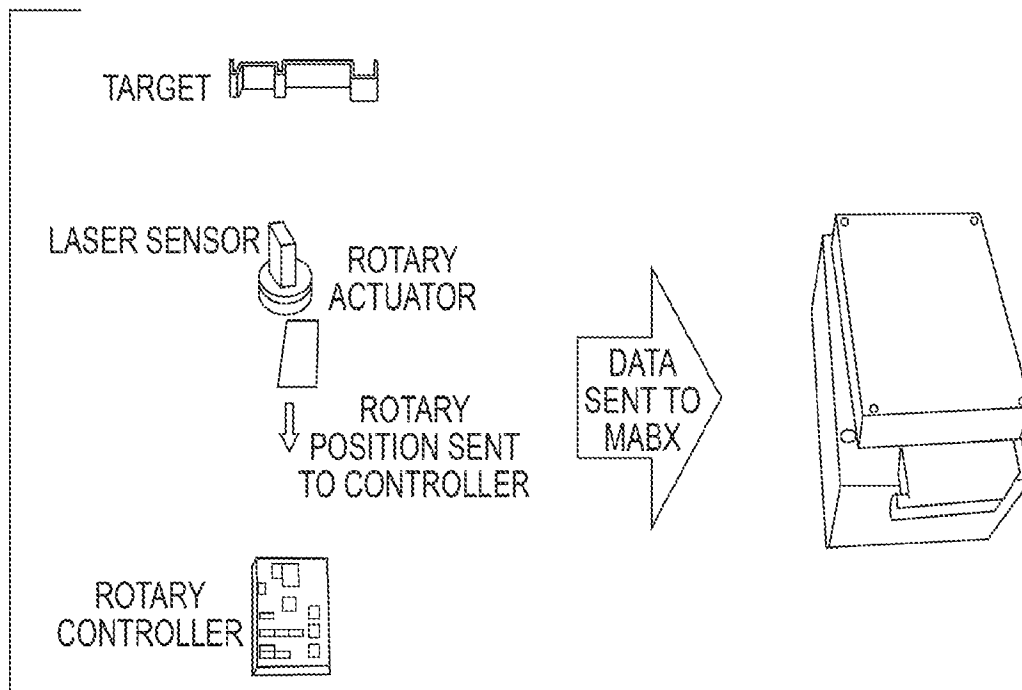 TARGET
LASER SENSOR
ROTARY
ACTUATOR
DATA
SENT TO
MABX
ROTARY
POSITION SENT
TO CONTROLLER
ROTARY
CONTROLLER